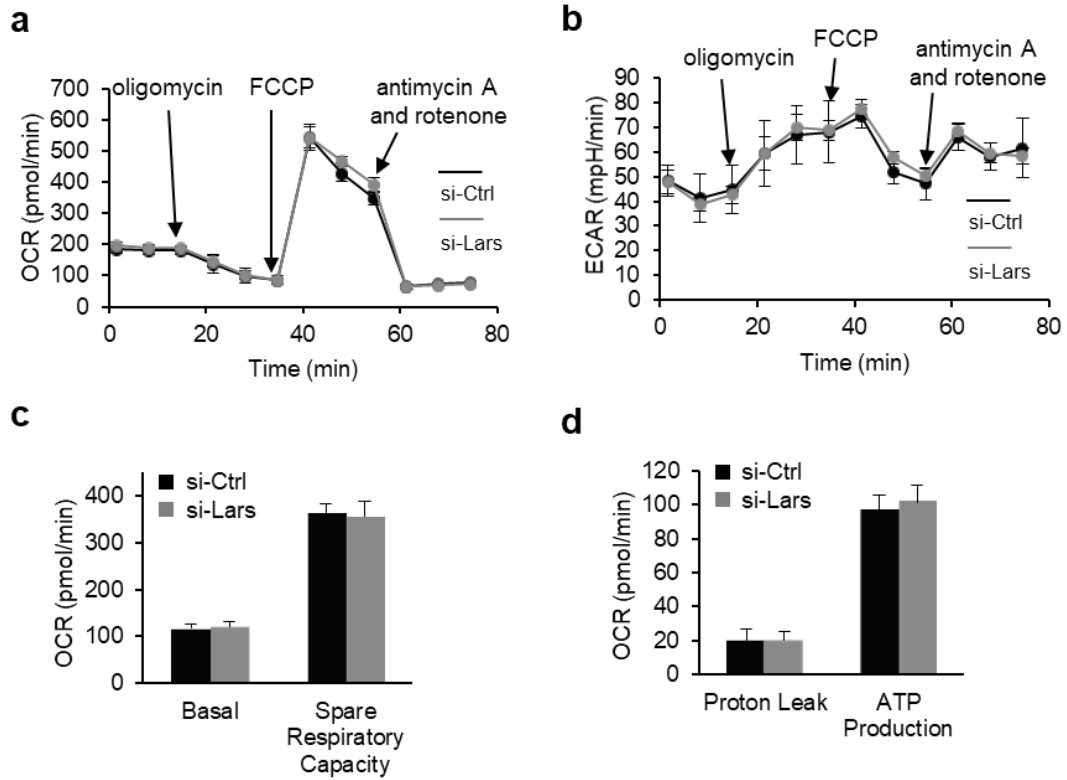 a
oligomycin
FCCP
antimycin A
and rotenone
OCR (pmol/min)
700
600
500
400
300
200
100
0
si-Ctrl
si-Lars
0
20
40
60
80
Time (min)
b
oligomycin
FCCP
antimycin A
and rotenone
ECAR (mpH/min)
90
80
70
60
50
40
30
20
10
0
si-Ctrl
si-Lars
0
20
40
60
80
Time (min)
c
si-Ctrl
si-Lars
OCR (pmol/min)
400
300
200
100
0
Basal
Spare
Respiratory
Capacity
d
si-Ctrl
si-Lars
OCR (pmol/min)
120
100
80
60
40
20
0
Proton Leak
ATP
Production